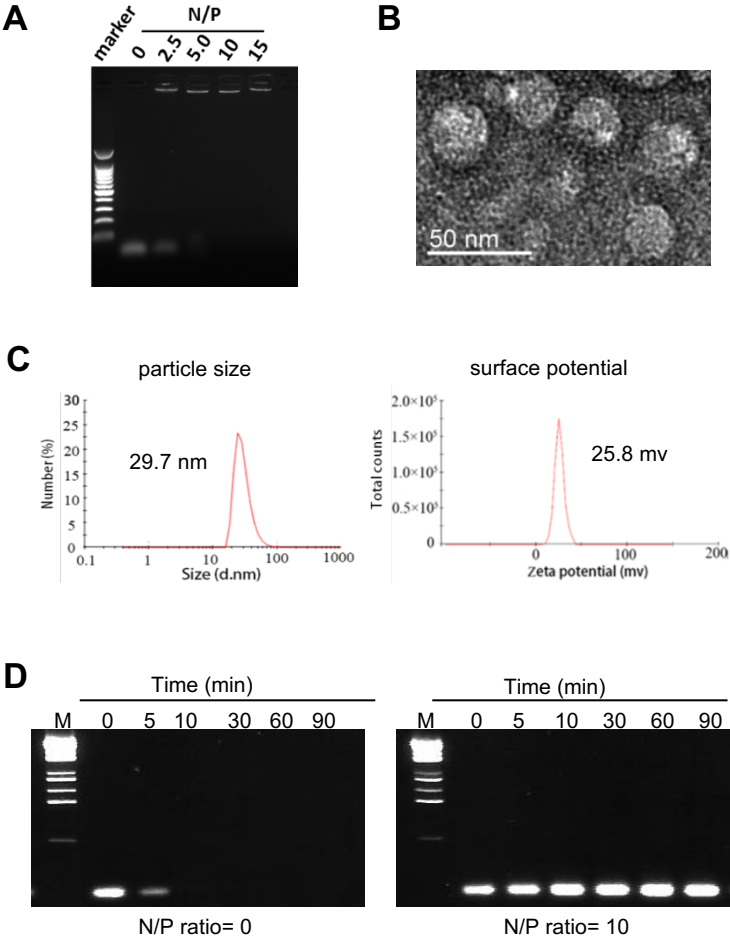 A
N/P
marker 0 2.5 5.0 10 15
B
50 nm
C
particle size
30
25
20
15
10
5
0
Number (%)
29.7 nm
0.1 1 10 100 1000
Size (d.nm)
surface potential
2.0×10⁵
1.5×10⁵
1.0×10⁵
0.5×10⁵
0
Total counts
25.8 mv
0 100 200
Zeta potential (mv)
D
Time (min)
M 0 5 10 30 60 90
N/P ratio= 0
Time (min)
M 0 5 10 30 60 90
N/P ratio= 10